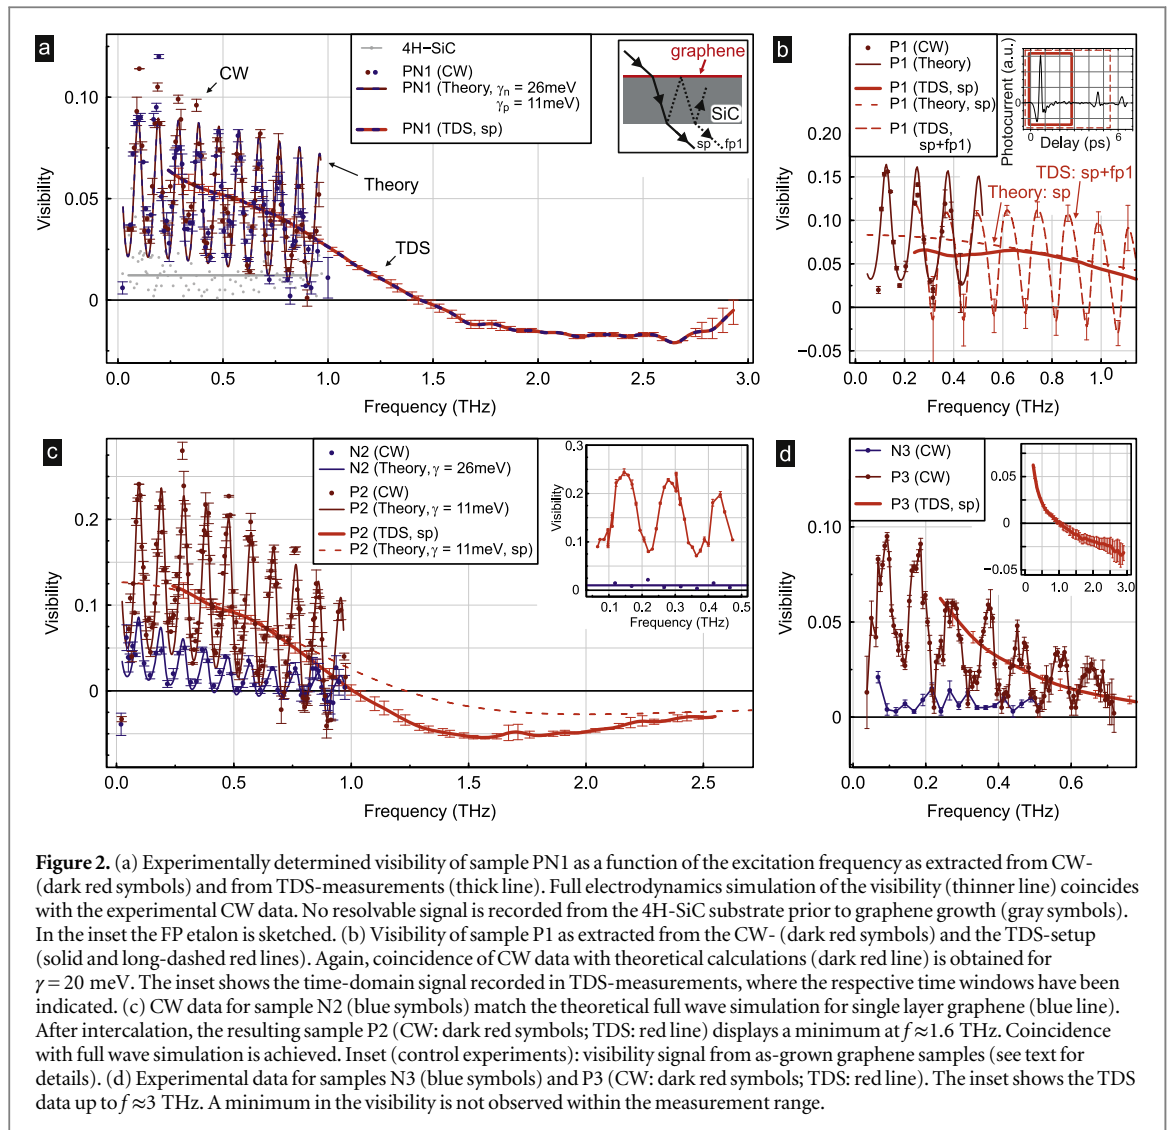 a
4H−SiC
PN1 (CW)
PN1 (Theory, γn = 26meV
γp = 11meV)
PN1 (TDS, sp)
graphene
SiC
sp
fp1
CW
Theory
TDS
0.10
0.05
0
Visibility
0.0 0.5 1.0 1.5 2.0 2.5 3.0
Frequency (THz)
b
P1 (CW)
P1 (Theory)
P1 (TDS, sp)
P1 (Theory, sp)
P1 (TDS,
sp+fp1)
Photocurrent (a.u.)
0
0 6
Delay (ps)
TDS: sp+fp1
Theory: sp
0.20
0.15
0.10
0.05
0
−0.05
Visibility
0.0 0.2 0.4 0.6 0.8 1.0
Frequency (THz)
c
N2 (CW)
N2 (Theory, γ = 26meV)
P2 (CW)
P2 (Theory, γ = 11meV)
P2 (TDS, sp)
P2 (Theory, γ = 11meV, sp)
0,3
0.2
0.1
0
Visibility
0.1 0.2 0.3 0.4 0.5
Frequency (THz)
0.2
0.1
0
Visibility
0.0 0.5 1.0 1.5 2.0 2.5
Frequency (THz)
d
N3 (CW)
P3 (CW)
P3 (TDS, sp)
0.05
0
−0.05
0.0 1.0 2.0 3.0
0.10
0.05
0
Visibility
0.0 0.2 0.4 0.6
Frequency (THz)
Figure 2. (a) Experimentally determined visibility of sample PN1 as a function of the excitation frequency as extracted from CW-
(dark red symbols) and from TDS-measurements (thick line). Full electrodynamics simulation of the visibility (thinner line) coincides
with the experimental CW data. No resolvable signal is recorded from the 4H-SiC substrate prior to graphene growth (gray symbols).
In the inset the FP etalon is sketched. (b) Visibility of sample P1 as extracted from the CW- (dark red symbols) and the TDS-setup
(solid and long-dashed red lines). Again, coincidence of CW data with theoretical calculations (dark red line) is obtained for
γ = 20 meV. The inset shows the time-domain signal recorded in TDS-measurements, where the respective time windows have been
indicated. (c) CW data for sample N2 (blue symbols) match the theoretical full wave simulation for single layer graphene (blue line).
After intercalation, the resulting sample P2 (CW: dark red symbols; TDS: red line) displays a minimum at f ≈1.6 THz. Coincidence
with full wave simulation is achieved. Inset (control experiments): visibility signal from as-grown graphene samples (see text for
details). (d) Experimental data for samples N3 (blue symbols) and P3 (CW: dark red symbols; TDS: red line). The inset shows the TDS
data up to f ≈3 THz. A minimum in the visibility is not observed within the measurement range.